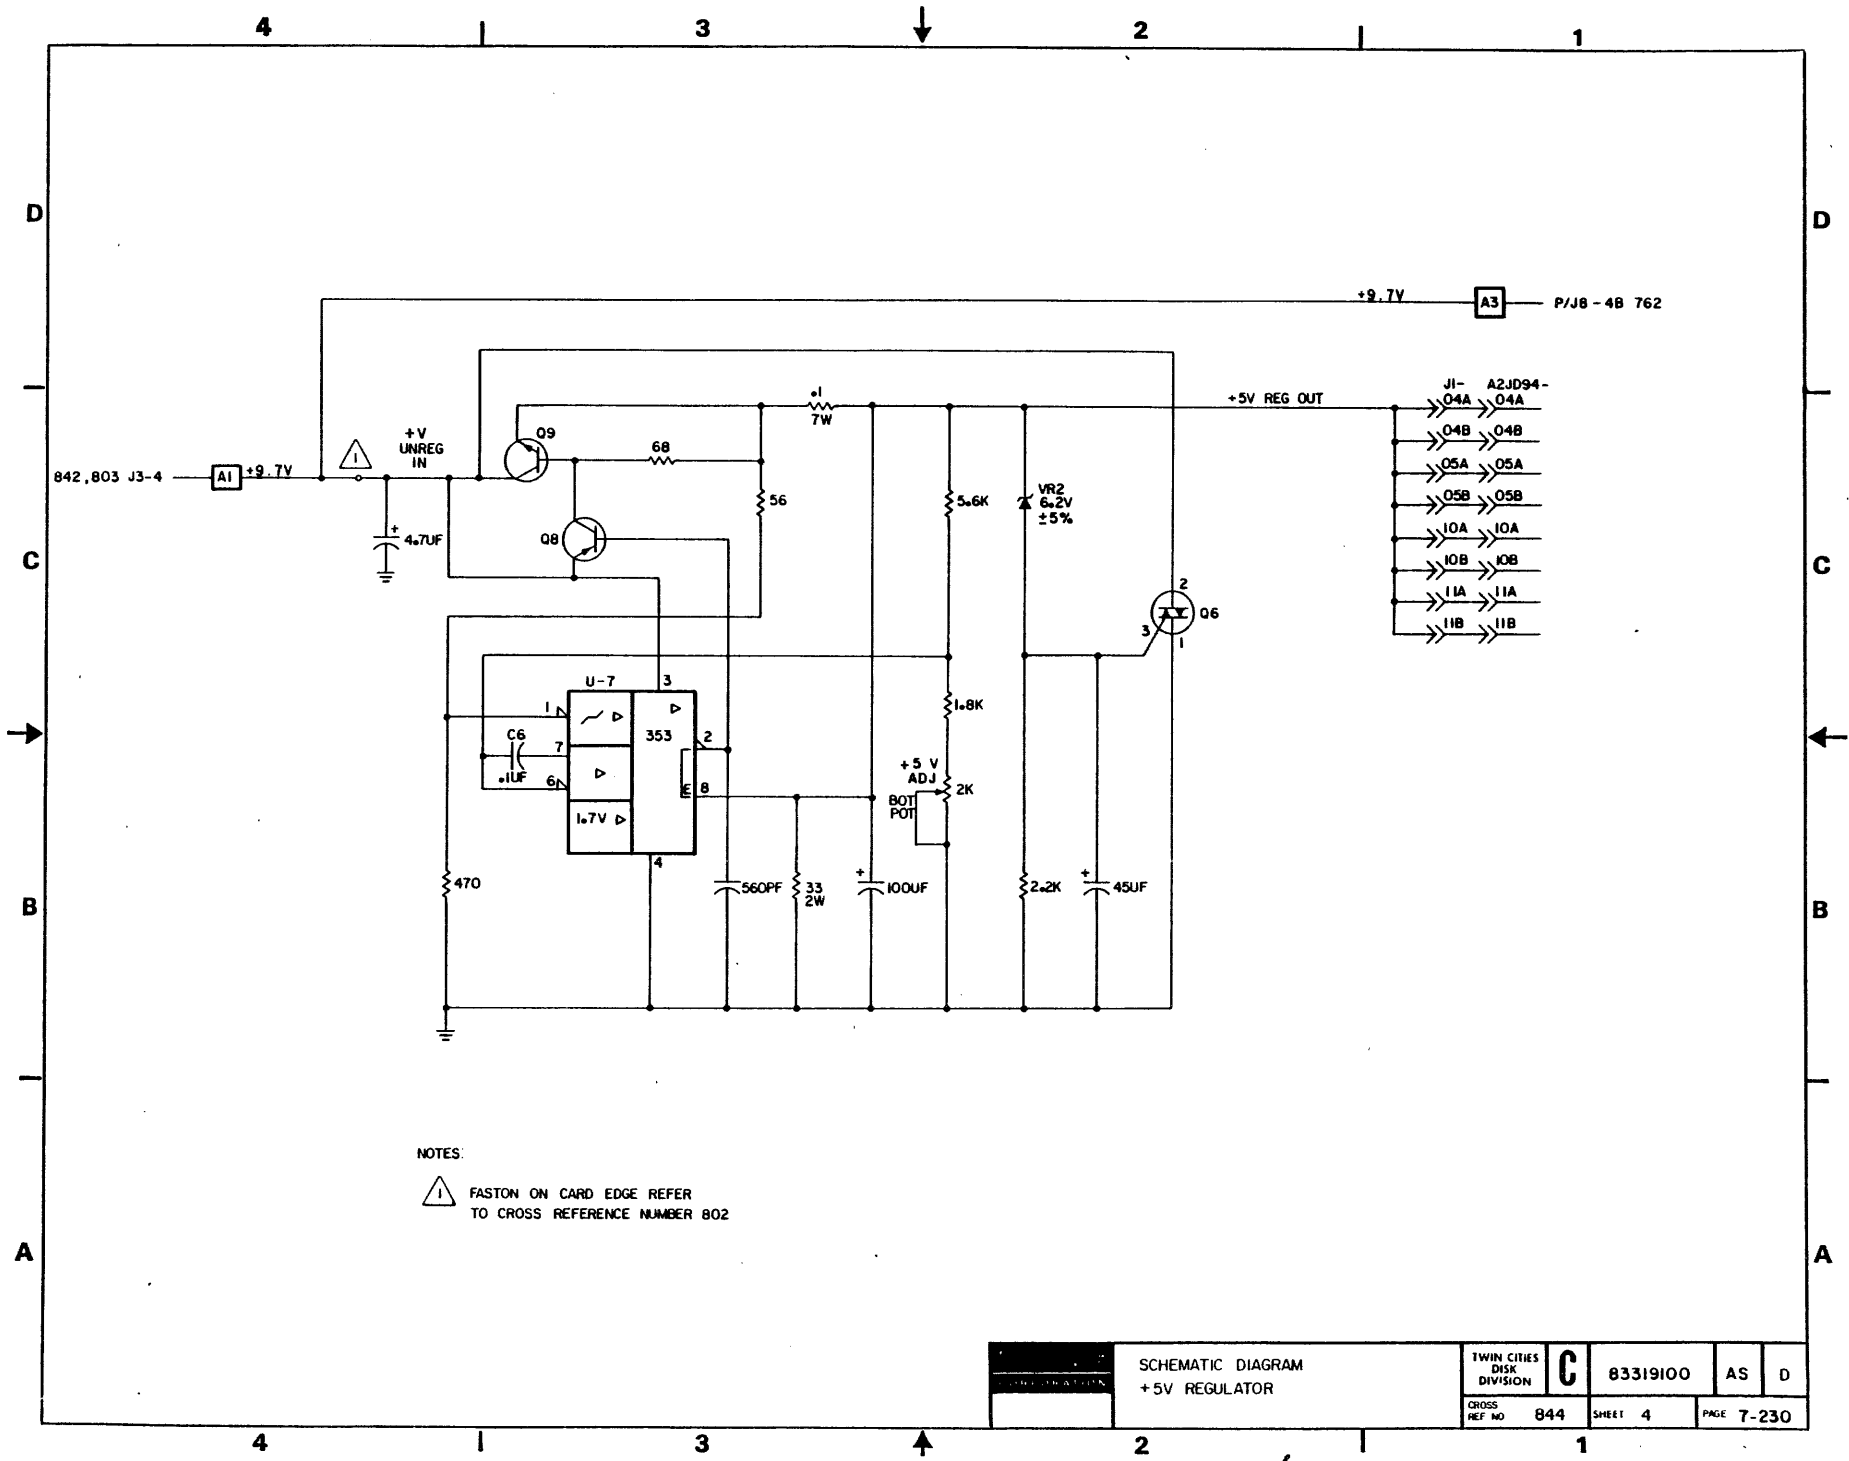 4 3 2 1
D D
+9.7V A3 P/J8-4B 762
J1- A2JD94-
.1
7W
+5V REG OUT
04A 04A
04B 04B
05A 05A
05B 05B
10A 10A
10B 10B
11A 11A
11B 11B
Q9
68
+V
UNREG
IN
1
842,803 J3-4 A1 +9.7V
56
5.6K
VR2
6.2V
±5%
+
4.7UF
Q8
C C
2
Q6
3
1
U-7 3
1
353
1.8K
C6
7
2
.1UF
6
+5 V
ADJ
2K
E 8
BOT
POT
1.7V
4
470
560PF
33
2W
+
100UF
2.2K
+
45UF
B B
NOTES:
1 FASTON ON CARD EDGE REFER
TO CROSS REFERENCE NUMBER 802
A A
CORPORATION
SCHEMATIC DIAGRAM
+5V REGULATOR
TWIN CITIES
DISK
DIVISION
C 83319100 AS D
CROSS
REF NO 844 SHEET 4 PAGE 7-230
4 3 2 1